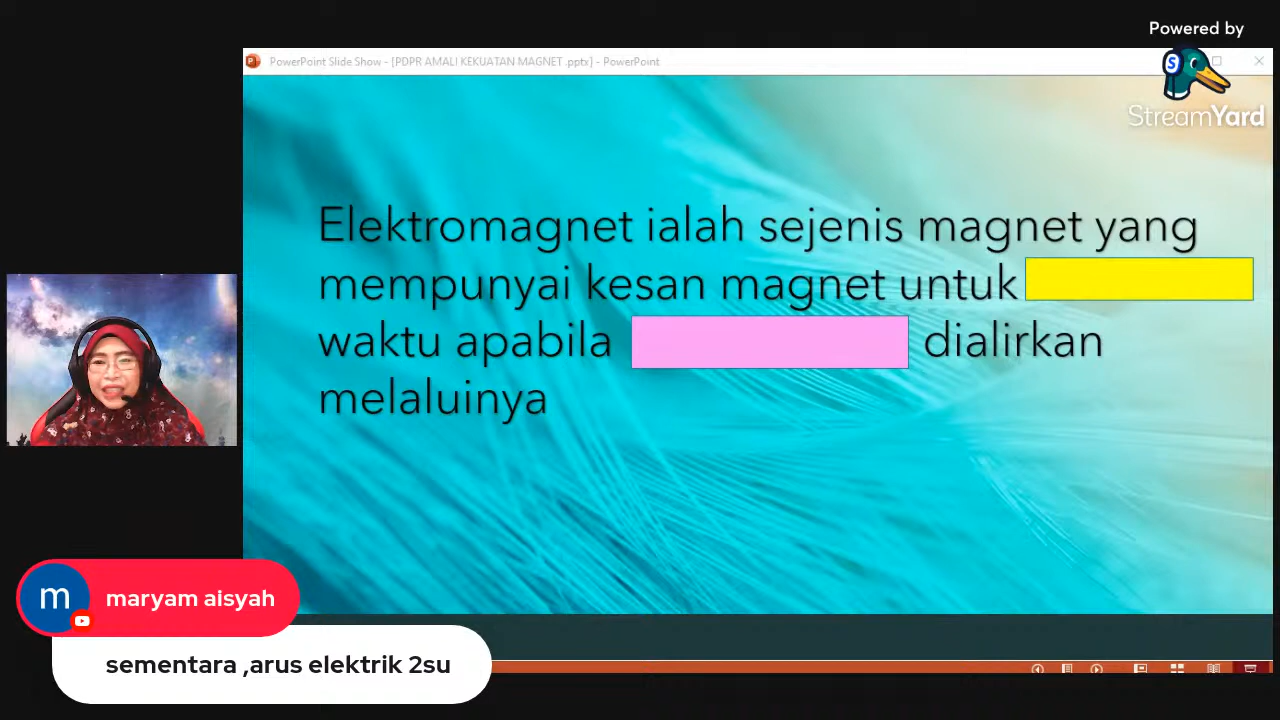 Powered by
PowerPoint Slide Show - [PDPR AMALI KEKUATAN MAGNET .pptx] - PowerPoint
S
StreamYard
Elektromagnet ialah sejenis magnet yang
mempunyai kesan magnet untuk
waktu apabila dialirkan
melaluinya
m
maryam aisyah
sementara ,arus elektrik 2su